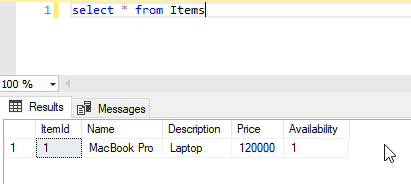 1 select * from Items
100 %
Results Messages
ItemId Name Description Price Availability
1 1 MacBook Pro Laptop 120000 1